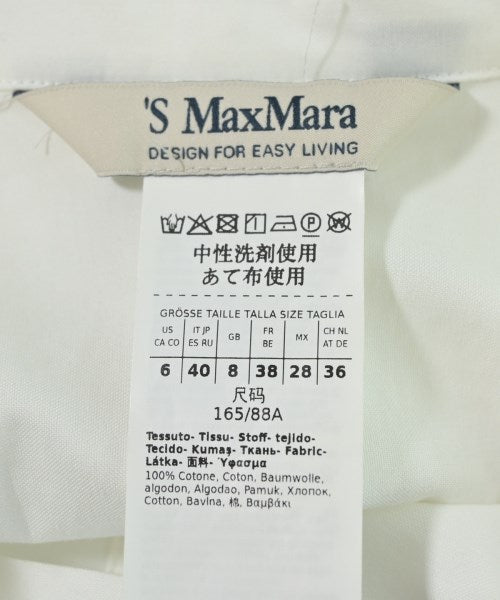 'S MaxMara
DESIGN FOR EASY LIVING
中性洗剤使用
あて布使用
GRÖSSE TAILLE TALLA SIZE TAGLIA
US CA CO | IT JP ES RU | GB | FR BE | MX | CH NL AT DE
6 | 40 | 8 | 38 | 28 | 36
尺码
165/88A
Tessuto- Tissu- Stoff- tejido-
Tecido- Kumaş- Ткань- Fabric-
Látka- 面料- Ύφασμα
100% Cotone, Coton, Baumwolle,
algodon, Algodao, Pamuk, Хлопок,
Cotton, Bavlna, 棉, Βαμβάκι